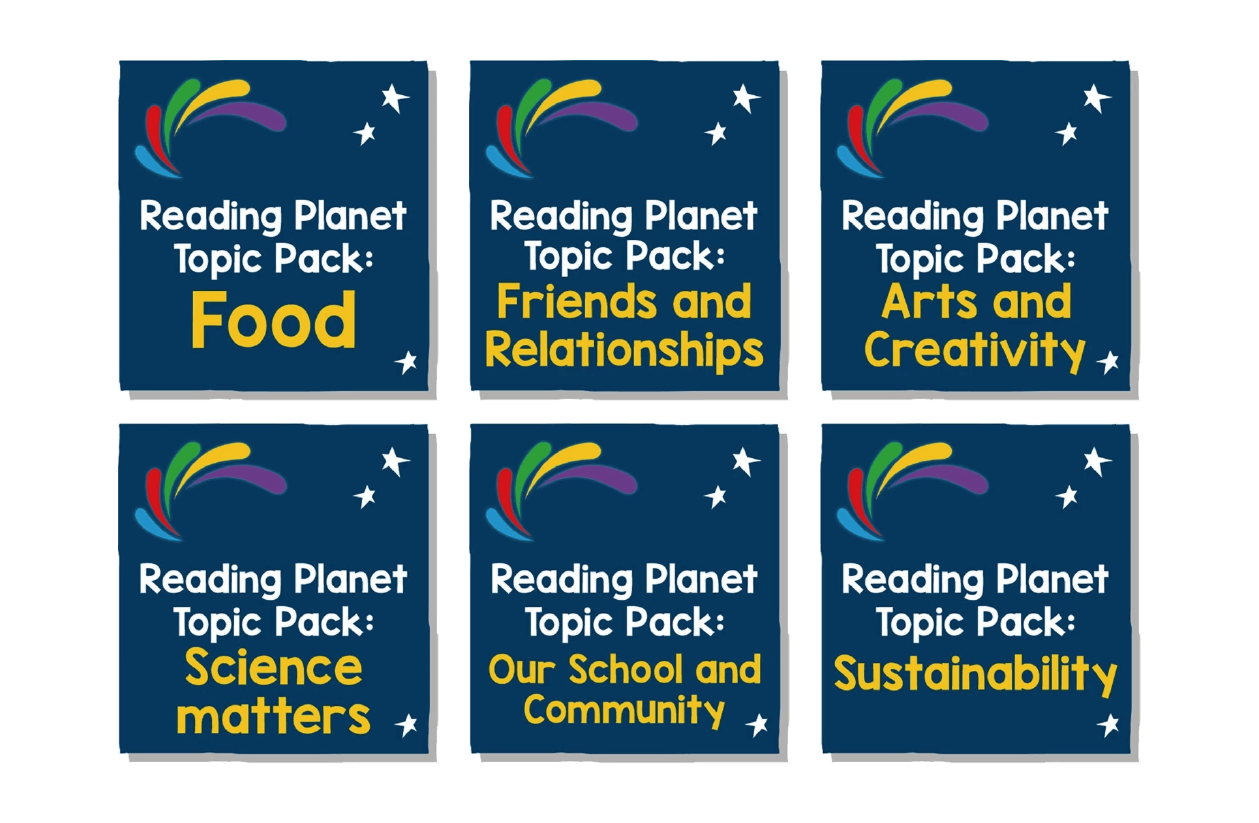 Reading Planet
Topic Pack:
Food
Reading Planet
Topic Pack:
Friends and
Relationships
Reading Planet
Topic Pack:
Arts and
Creativity
Reading Planet
Topic Pack:
Science
matters
Reading Planet
Topic Pack:
Our School and
Community
Reading Planet
Topic Pack:
Sustainability